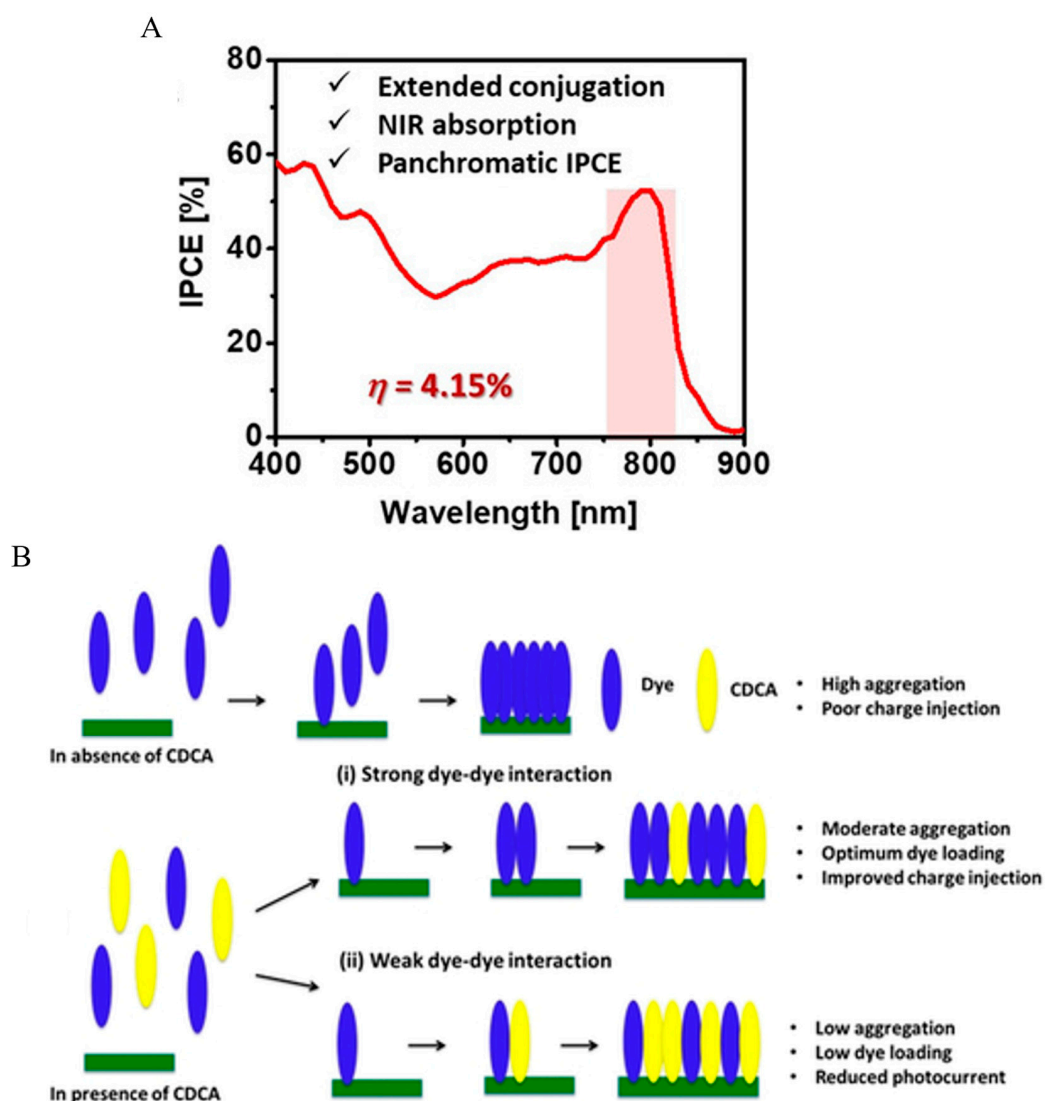 A
80
✓ Extended conjugation
✓ NIR absorption
✓ Panchromatic IPCE
60
40
20
0
IPCE [%]
η = 4.15%
400 500 600 700 800 900
Wavelength [nm]
B
Dye
CDCA
• High aggregation
• Poor charge injection
In absence of CDCA
(i) Strong dye-dye interaction
• Moderate aggregation
• Optimum dye loading
• Improved charge injection
(ii) Weak dye-dye interaction
• Low aggregation
• Low dye loading
• Reduced photocurrent
In presence of CDCA